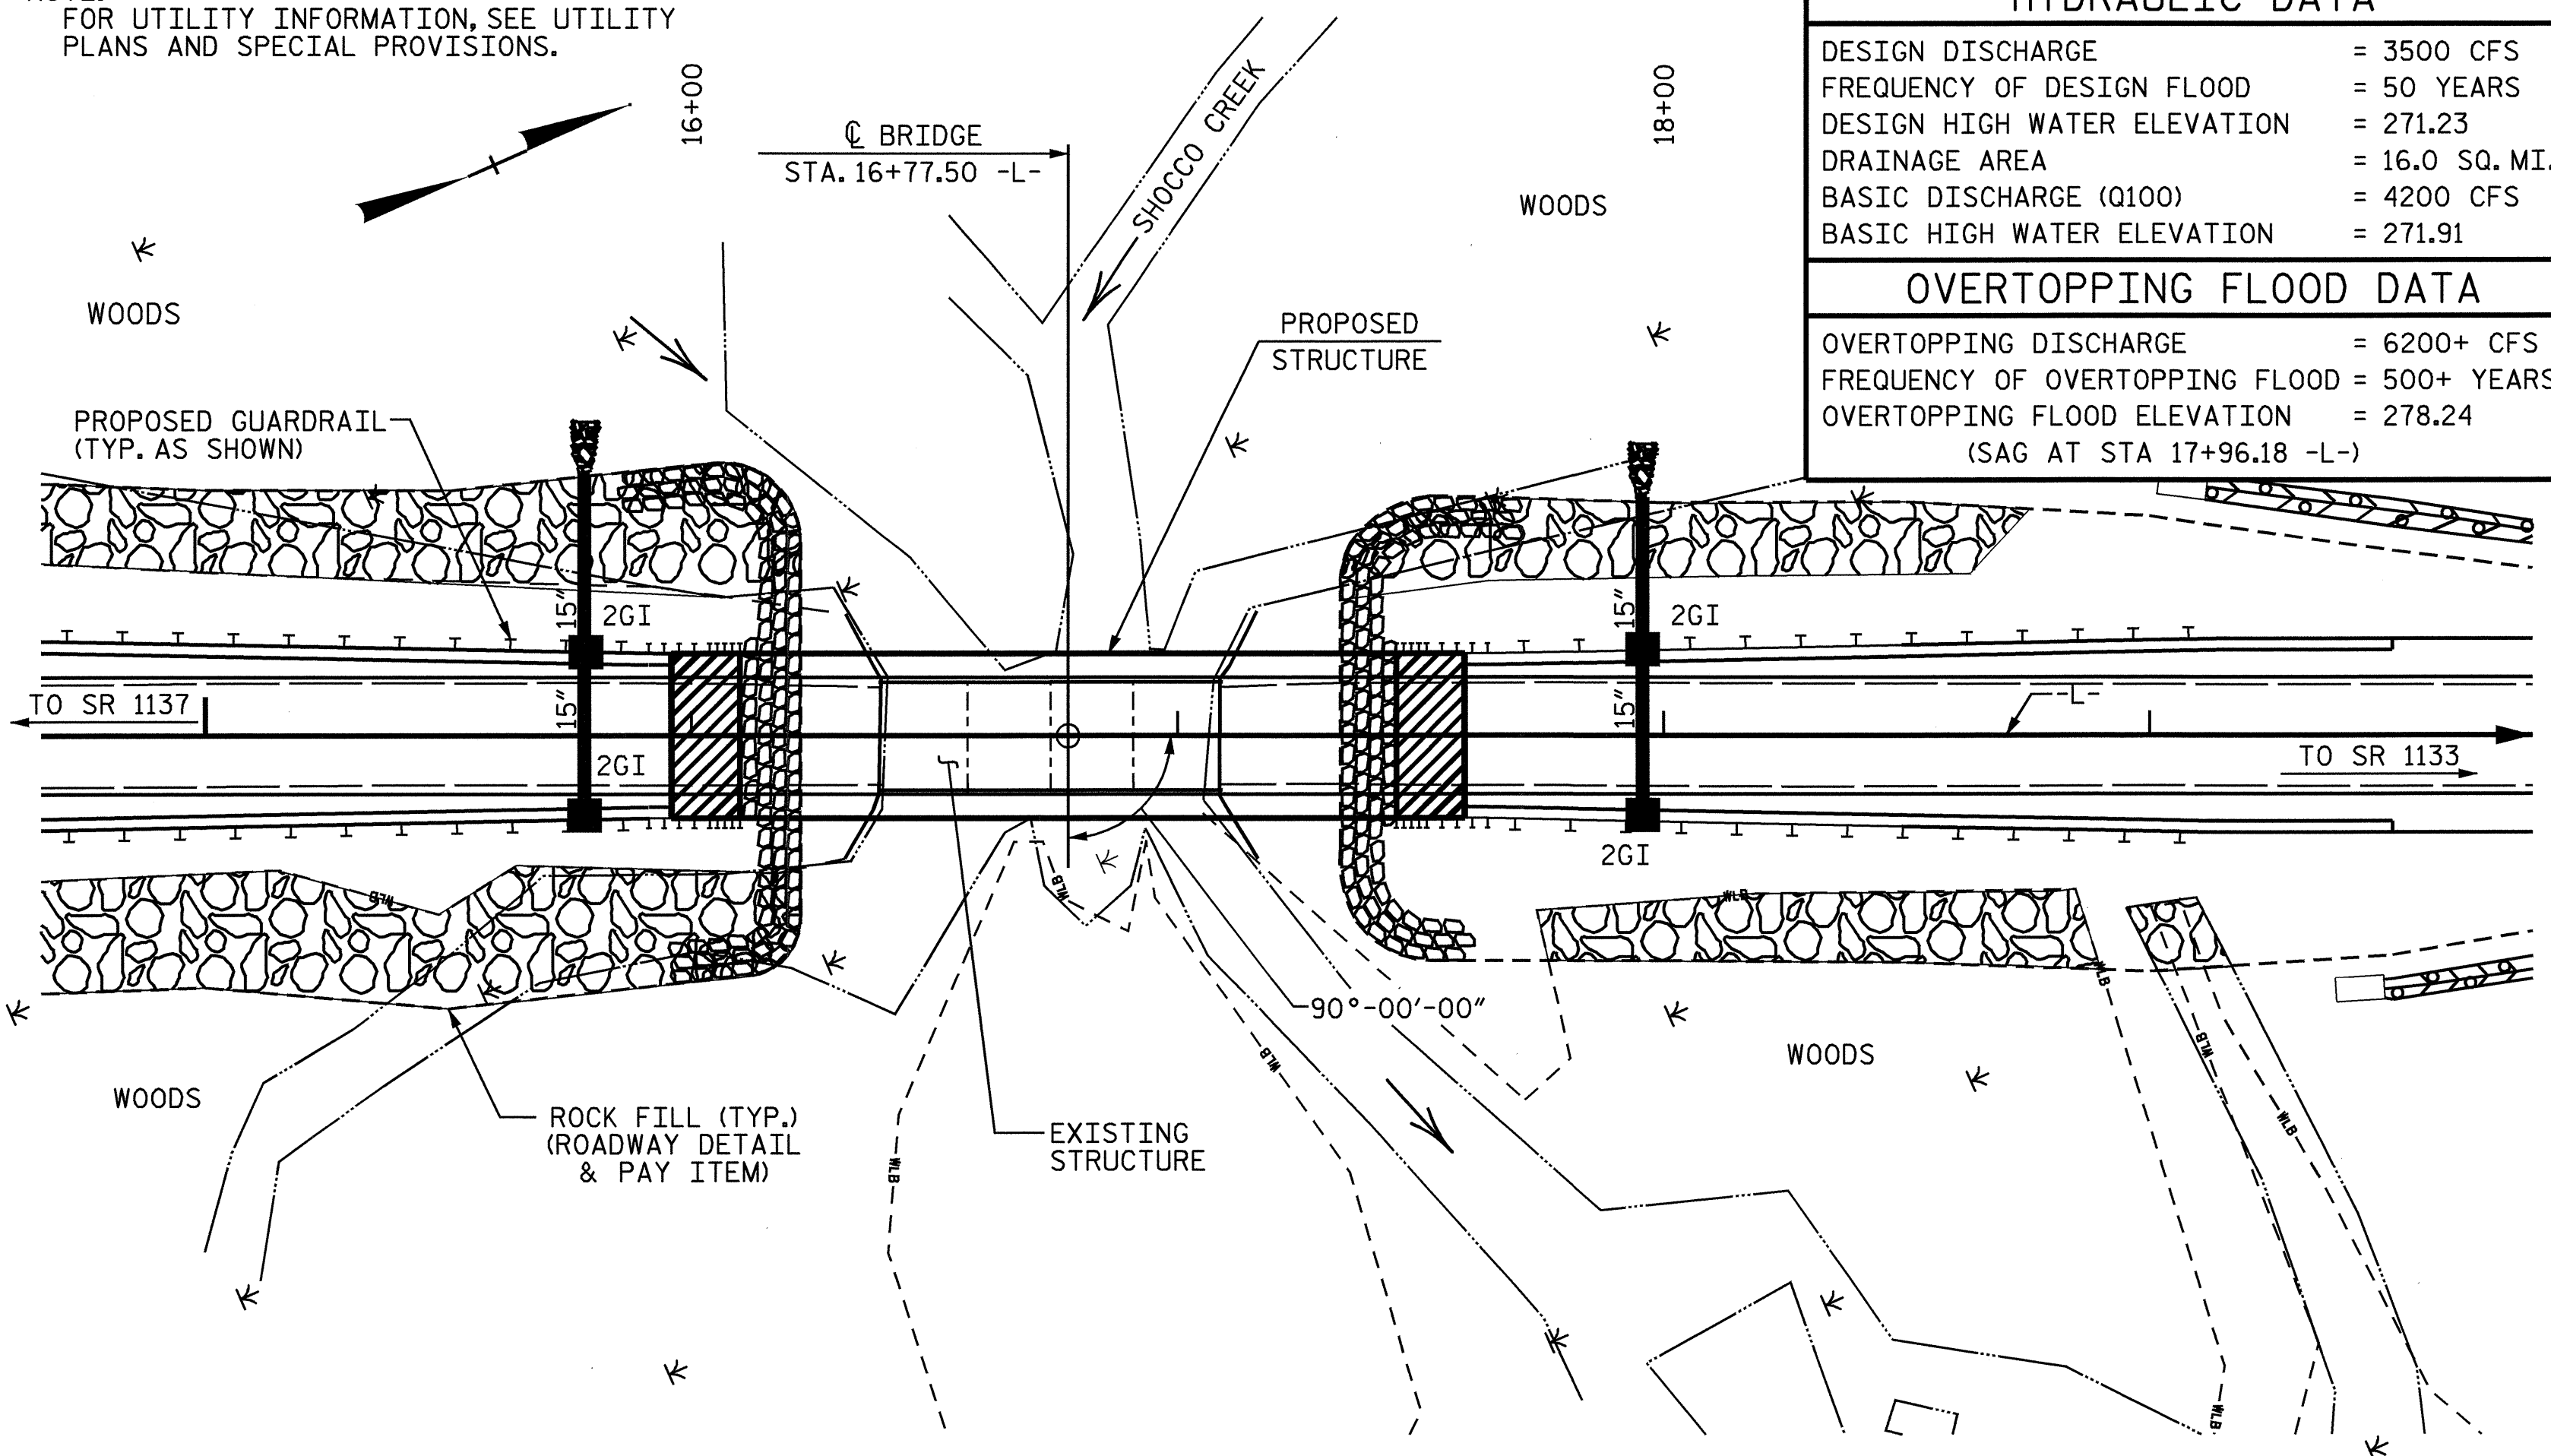 FOR UTILITY INFORMATION, SEE UTILITY
PLANS AND SPECIAL PROVISIONS.
HYDRAULIC DATA
DESIGN DISCHARGE = 3500 CFS
FREQUENCY OF DESIGN FLOOD = 50 YEARS
DESIGN HIGH WATER ELEVATION = 271.23
DRAINAGE AREA = 16.0 SQ. MI.
BASIC DISCHARGE (Q100) = 4200 CFS
BASIC HIGH WATER ELEVATION = 271.91
OVERTOPPING FLOOD DATA
OVERTOPPING DISCHARGE = 6200+ CFS
FREQUENCY OF OVERTOPPING FLOOD = 500+ YEARS
OVERTOPPING FLOOD ELEVATION = 278.24
(SAG AT STA 17+96.18 -L-)
16+00
18+00
℄ BRIDGE
STA. 16+77.50 -L-
SHOCCO CREEK
WOODS
WOODS
PROPOSED
STRUCTURE
PROPOSED GUARDRAIL
(TYP. AS SHOWN)
15"
2GI
15"
2GI
TO SR 1137
15"
2GI
15"
-L-
2GI
TO SR 1133
2GI
WLB
WLB
WLB
90°-00'-00"
WLB
WLB
WLB
WLB
WLB
WLB
WOODS
WOODS
ROCK FILL (TYP.)
(ROADWAY DETAIL
& PAY ITEM)
EXISTING
STRUCTURE